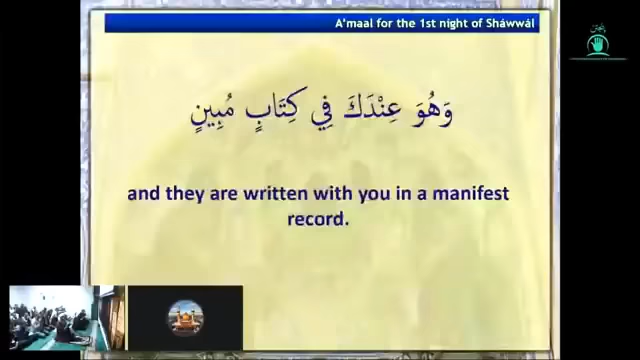 A'maal for the 1st night of Sháwwál
وَهُوَ عِنْدَكَ فِي كِتَابٍ مُبِينٍ
and they are written with you in a manifest
record.